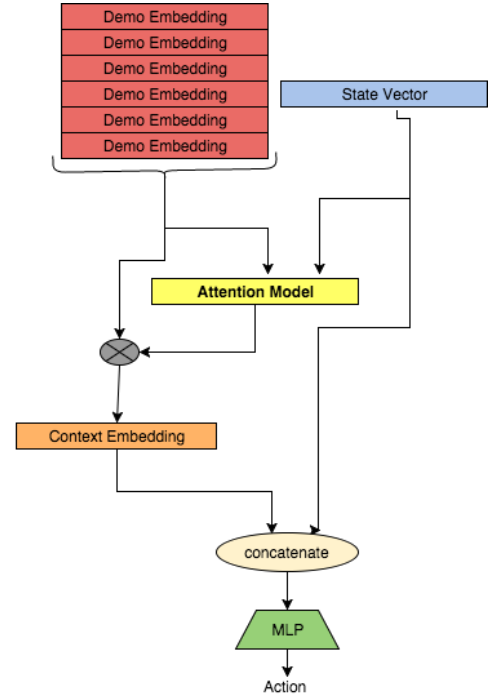 Demo Embedding
Demo Embedding
Demo Embedding
Demo Embedding
Demo Embedding
Demo Embedding
State Vector
Attention Model
Context Embedding
concatenate
MLP
Action